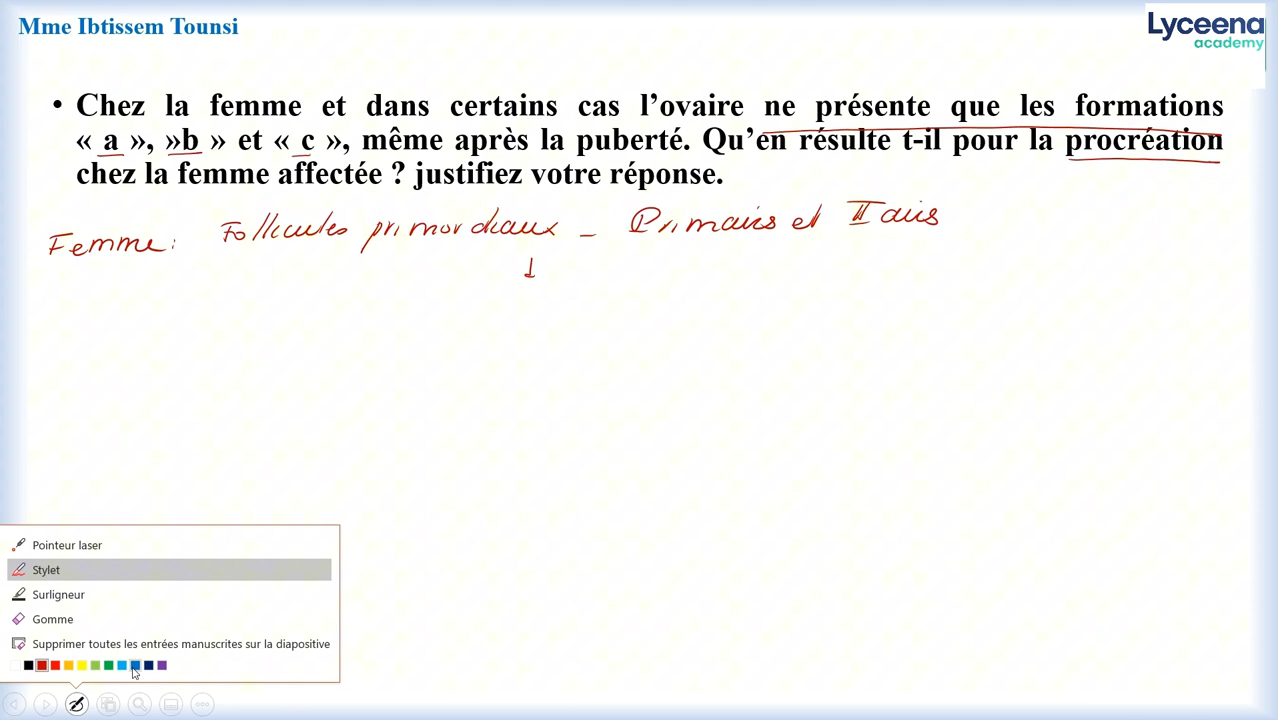 Mme Ibtissem Tounsi
Lyceena
academy
• Chez la femme et dans certains cas l’ovaire ne présente que les formations
« a », »b » et « c », même après la puberté. Qu’en résulte t-il pour la procréation
chez la femme affectée ? justifiez votre réponse.
Femme: Follicules primordiaux - Primaires et IIaires
↓
Pointeur laser
Stylet
Surligneur
Gomme
Supprimer toutes les entrées manuscrites sur la diapositive